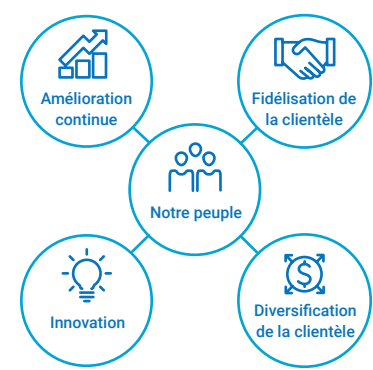 Amélioration
continue
Fidélisation de
la clientèle
Notre peuple
Innovation
$
Diversification
de la clientèle